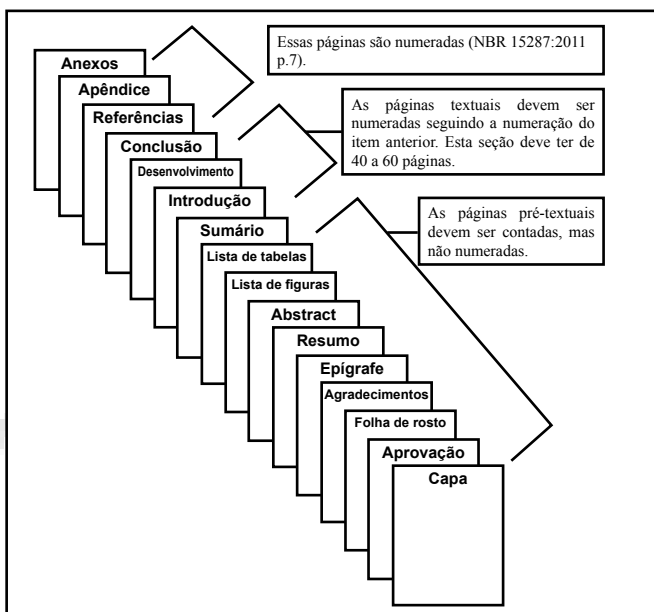 Essas páginas são numeradas (NBR 15287:2011
p.7).
Anexos
Apêndice
Referências
As páginas textuais devem ser
numeradas seguindo a numeração do
item anterior. Esta seção deve ter de
40 a 60 páginas.
Conclusão
Desenvolvimento
Introdução
As páginas pré-textuais
devem ser contadas, mas
não numeradas.
Sumário
Lista de tabelas
Lista de figuras
Abstract
Resumo
Epígrafe
Agradecimentos
Folha de rosto
Aprovação
Capa